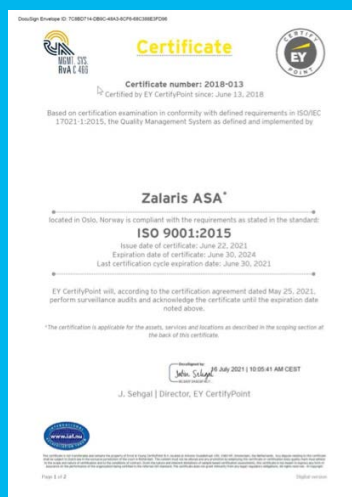 DocuSign Envelope ID:
Certificate
MGMT. SYS.
RvA C 466
CERTIFY
EY
POINT
Certificate number: 2018-013
Certified by EY CertifyPoint since: June 13, 2018
Based on certification examination in conformity with defined requirements in ISO/IEC
17021-1:2015, the Quality Management System as defined and implemented by
Zalaris ASA*
located in Oslo, Norway is compliant with the requirements as stated in the standard:
ISO 9001:2015
Issue date of certificate: June 22, 2021
Expiration date of certificate: June 30, 2024
Last certification cycle expiration date: June 30, 2021
EY CertifyPoint will, according to the certification agreement dated May 25, 2021,
perform surveillance audits and acknowledge the certificate until the expiration date
noted above.
*The certification is applicable for the assets, services and locations as described in the scoping section at
the back of this certificate.
DocuSigned by:
Jatin Sehgal
July 2021 | 10:05:41 AM CEST
J. Sehgal | Director, EY CertifyPoint
www.iaf.nu
Page 1 of 2
Digital version